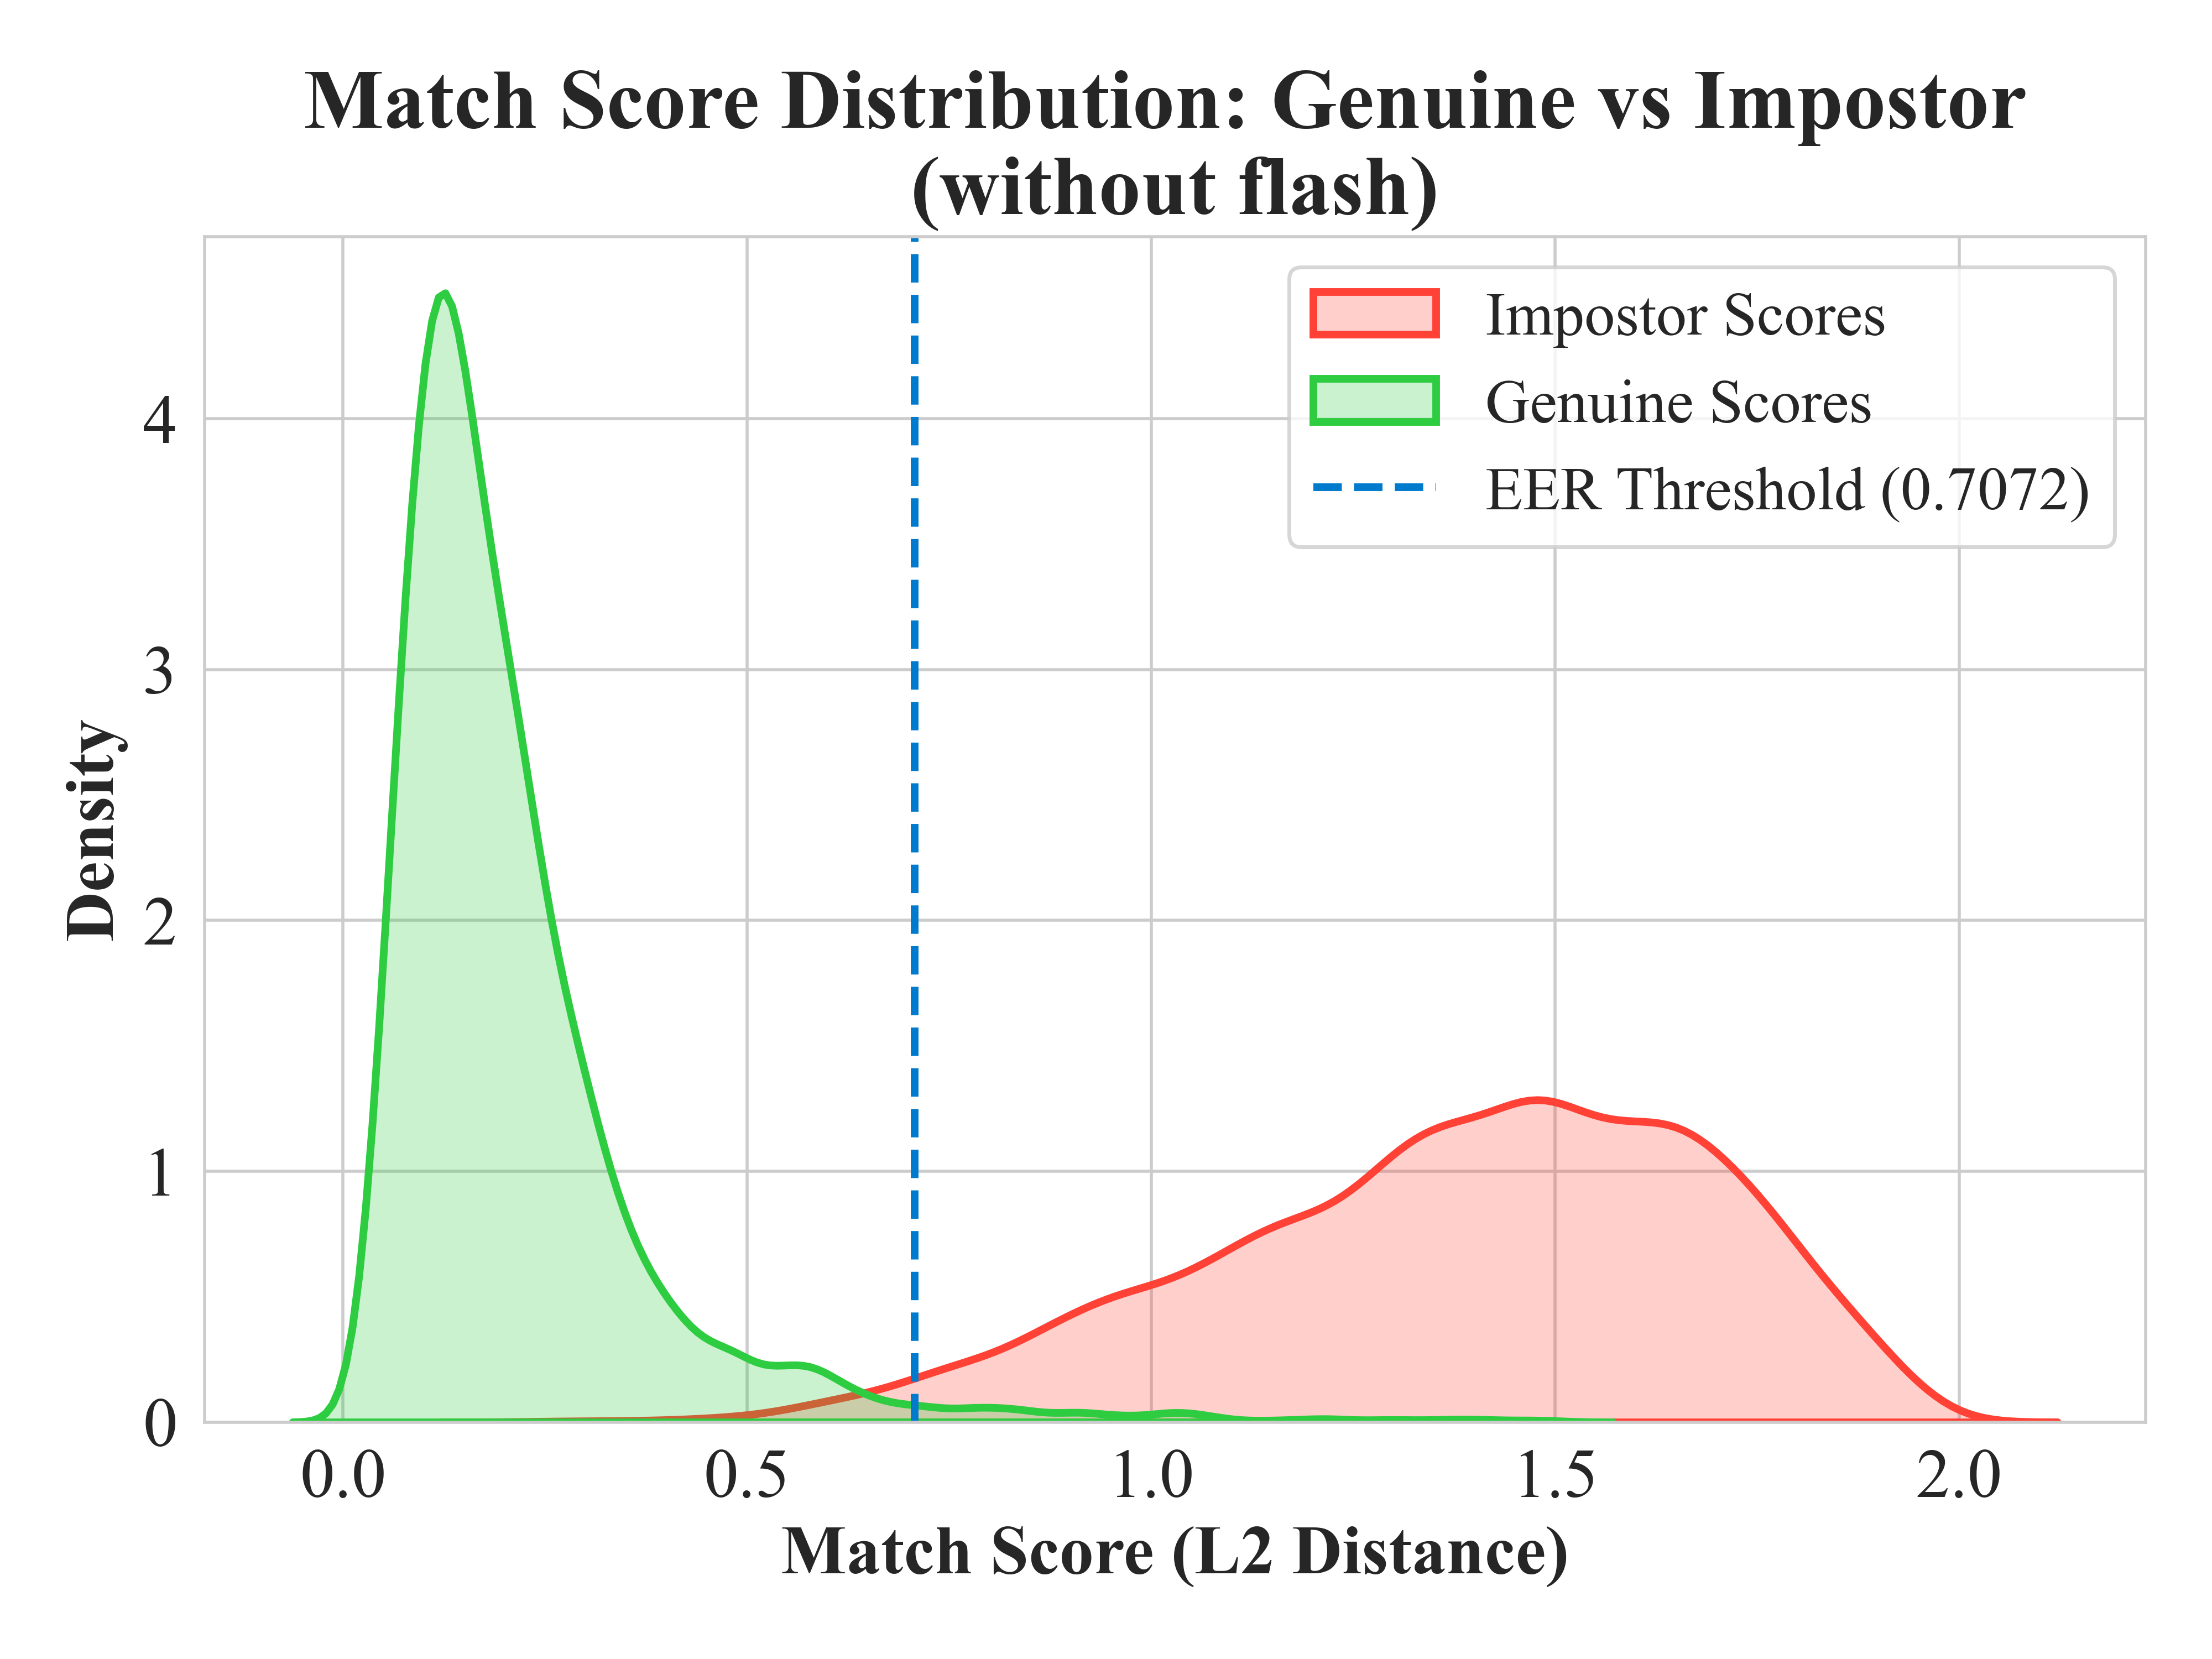 Match Score Distribution: Genuine vs Impostor
(without flash)
Impostor Scores
Genuine Scores
EER Threshold (0.7072)
Density
4
3
2
1
0
0.0 0.5 1.0 1.5 2.0
Match Score (L2 Distance)